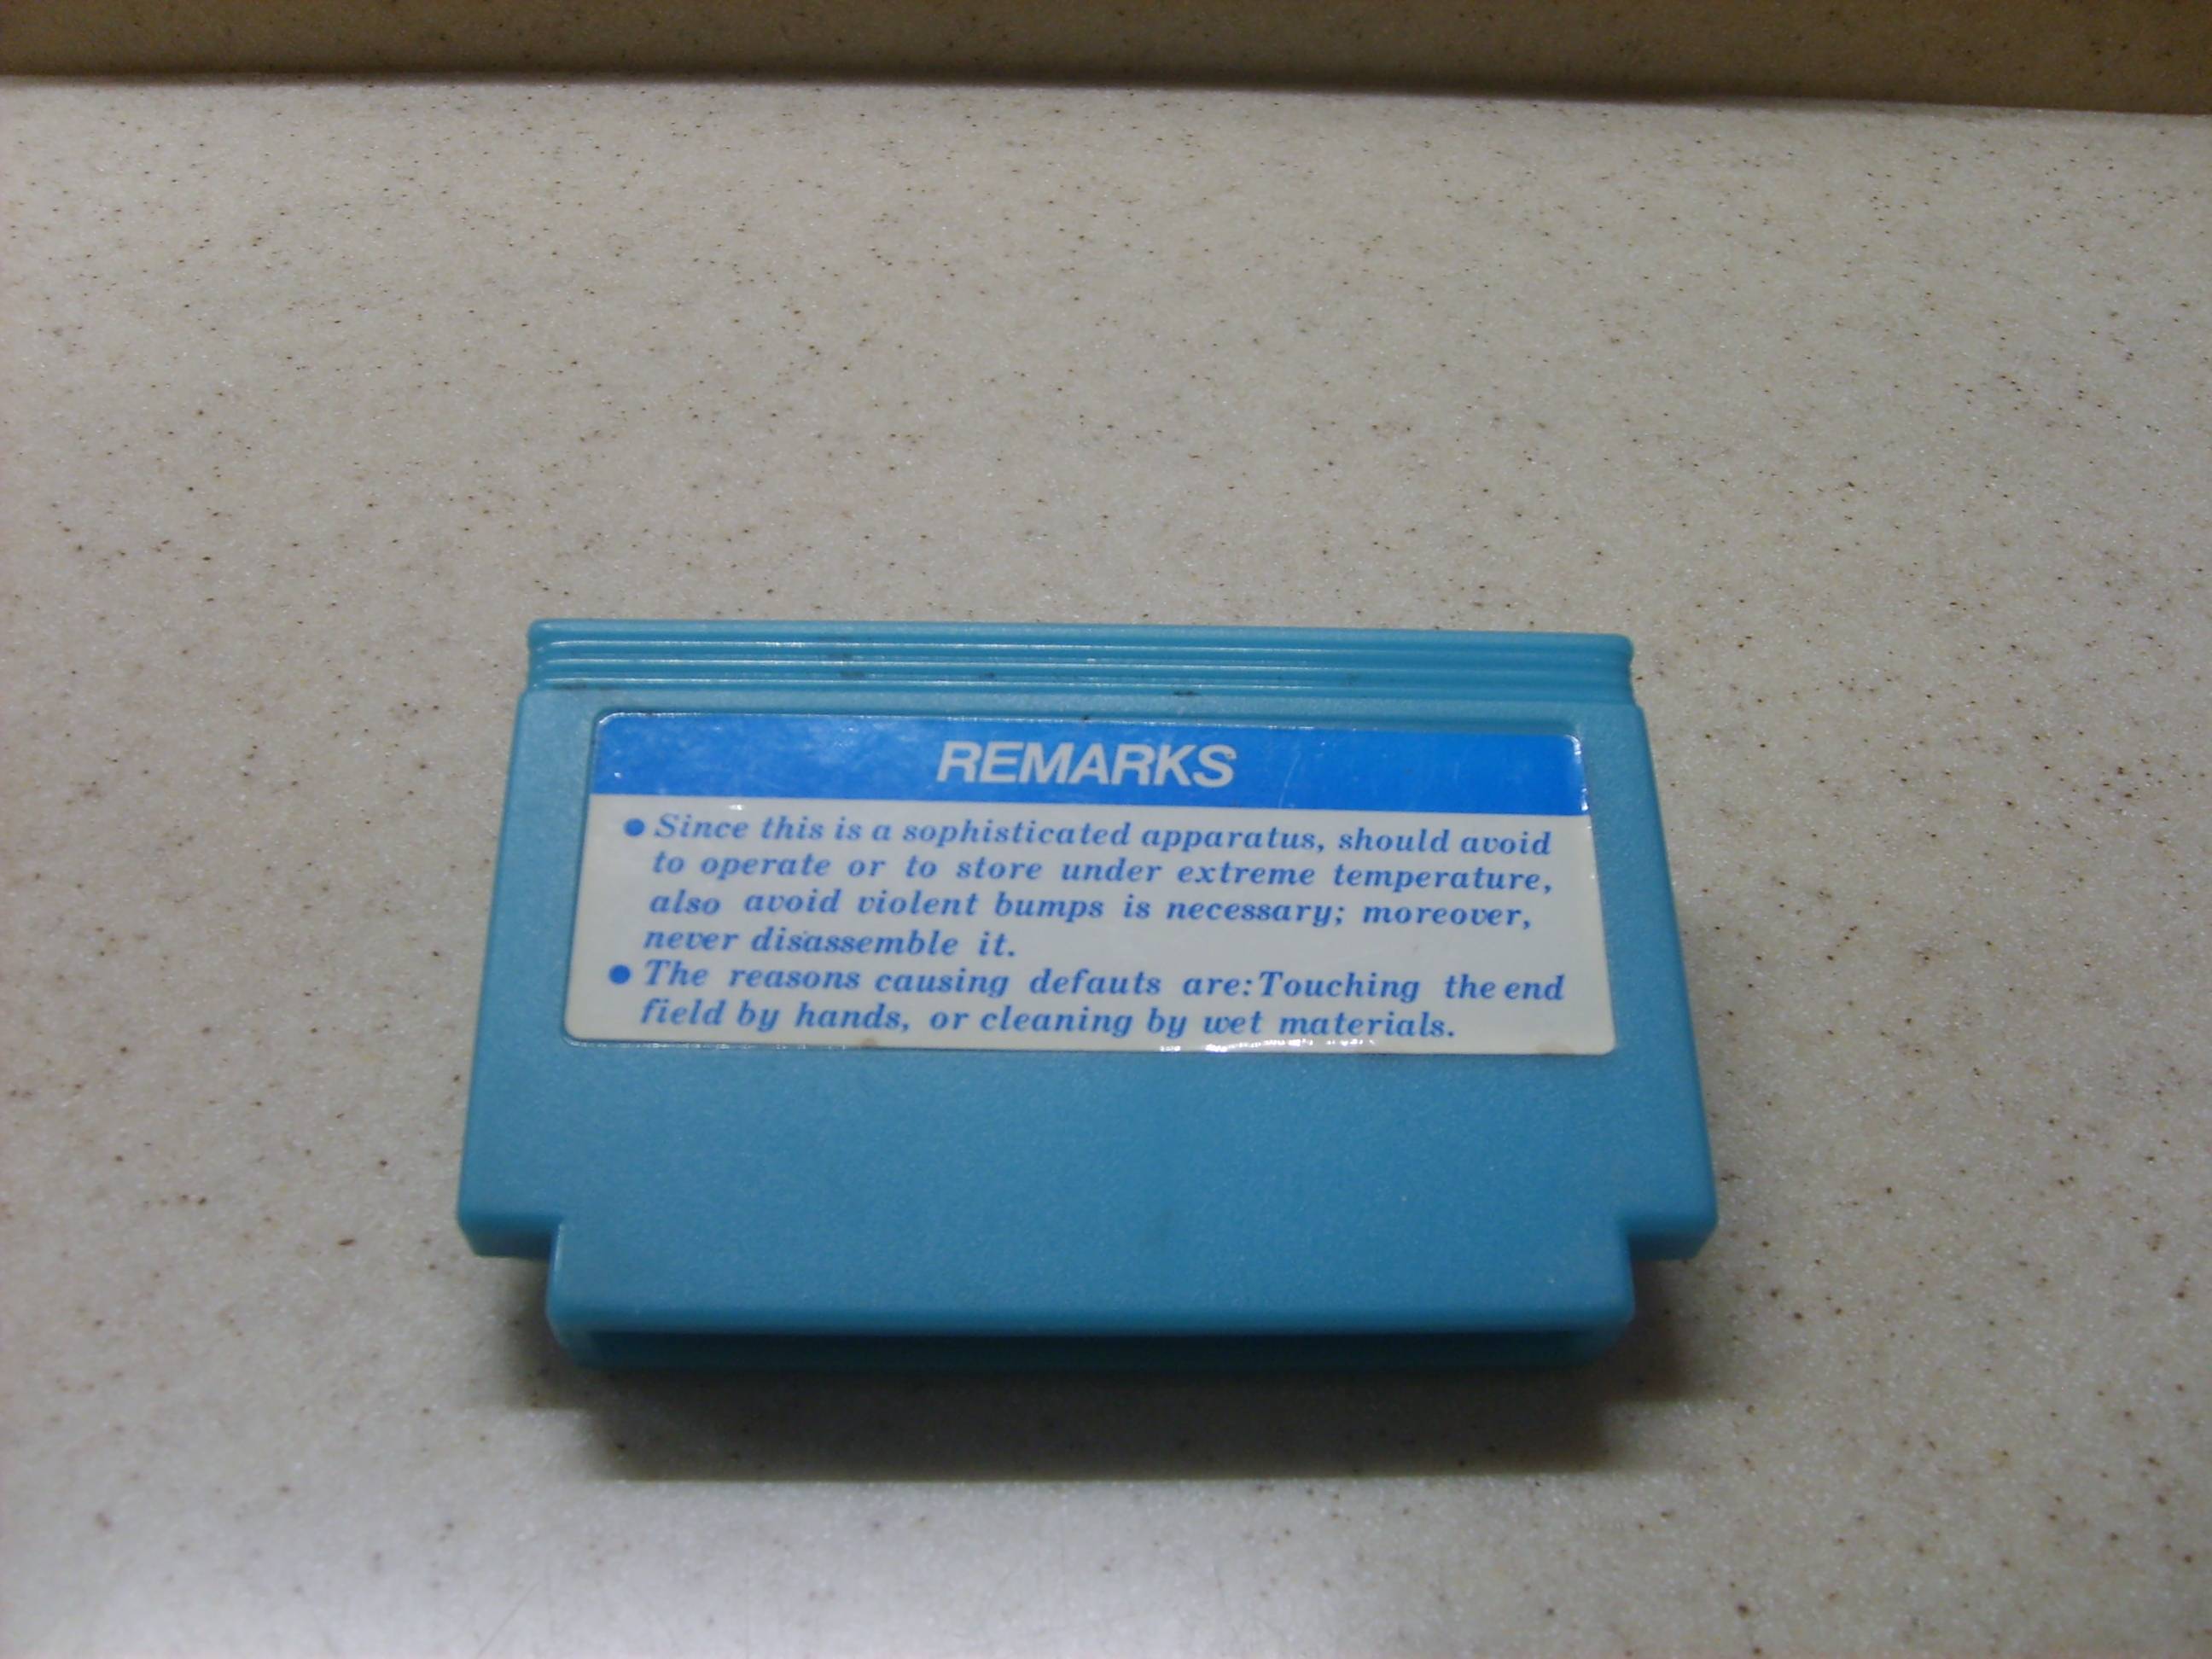 REMARKS
● Since this is a sophisticated apparatus, should avoid
to operate or to store under extreme temperature,
also avoid violent bumps is necessary; moreover,
never disassemble it.
● The reasons causing defauts are:Touching the end
field by hands, or cleaning by wet materials.